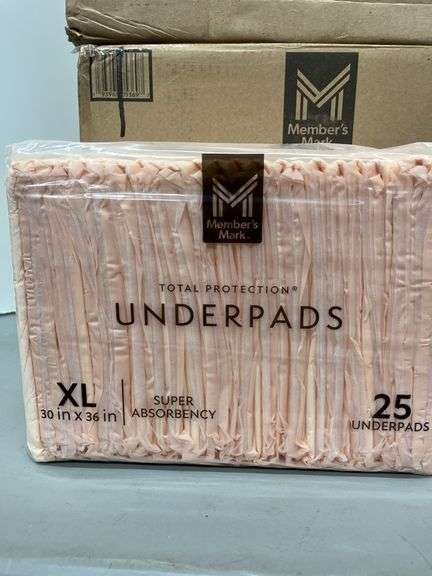 Member's
Mark
Member's
Mark
TOTAL PROTECTION®
UNDERPADS
XL
30 in x 36 in
SUPER
ABSORBENCY
25
UNDERPADS